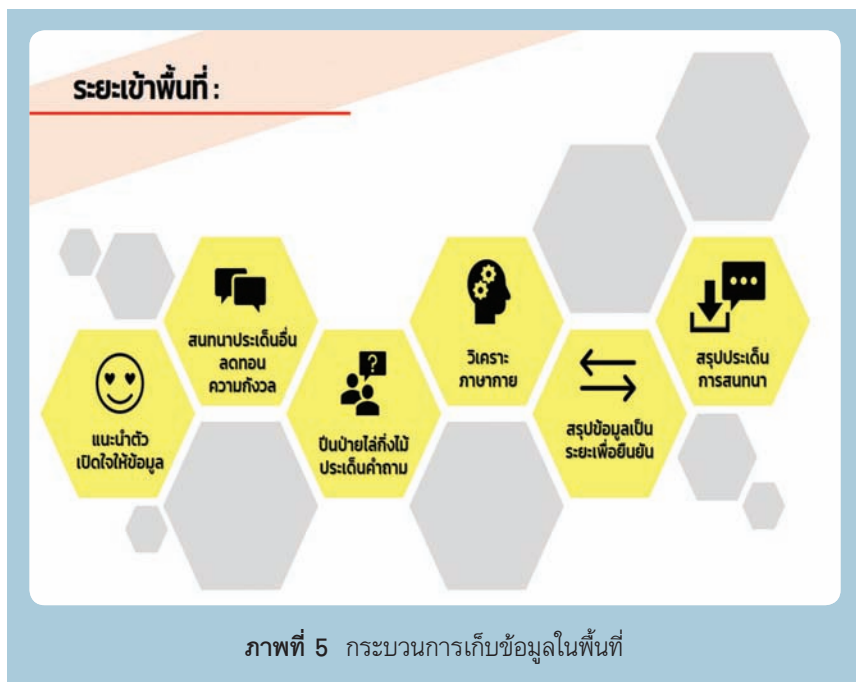 ระยะเข้าพื้นที่ :
แนะนำตัว
เปิดใจให้ข้อมูล
สนทนาประเด็นอื่น
ลดทอน
ความกังวล
?
ปีนป่ายไล่กิ่งไม้
ประเด็นคำถาม
วิเคราะ
ภาษากาย
สรุปข้อมูลเป็น
ระยะเพื่อยืนยัน
สรุปประเด็น
การสนทนา
ภาพที่ 5 กระบวนการเก็บข้อมูลในพื้นที่